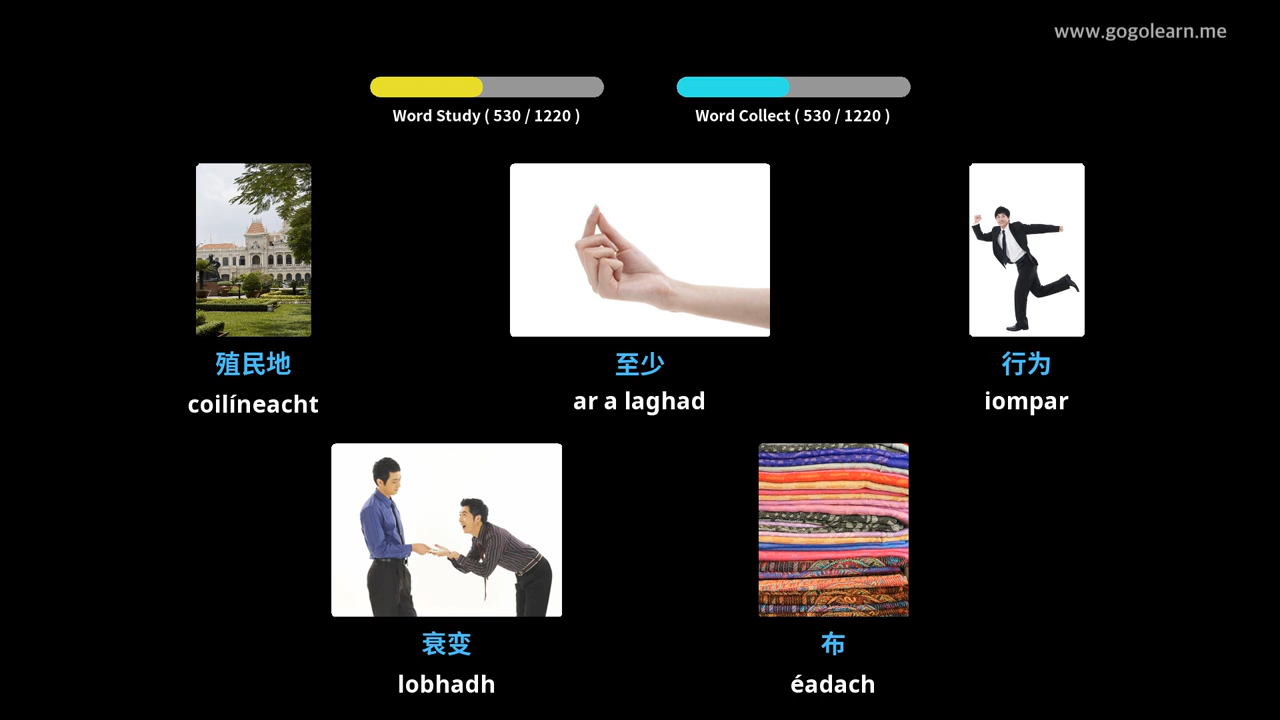 www.gogolearn.me
Word Study ( 530 / 1220 )
Word Collect ( 530 / 1220 )
殖民地
coilíneacht
至少
ar a laghad
行为
iompar
衰变
lobhadh
布
éadach